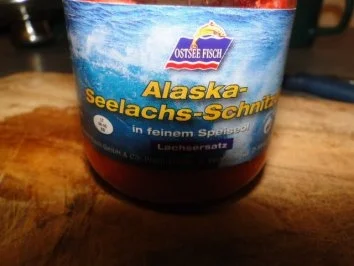 OSTSEE FISCH
Alaska-
Seelachs-Schnitz
in feinem Speiseöl
Lachsersatz